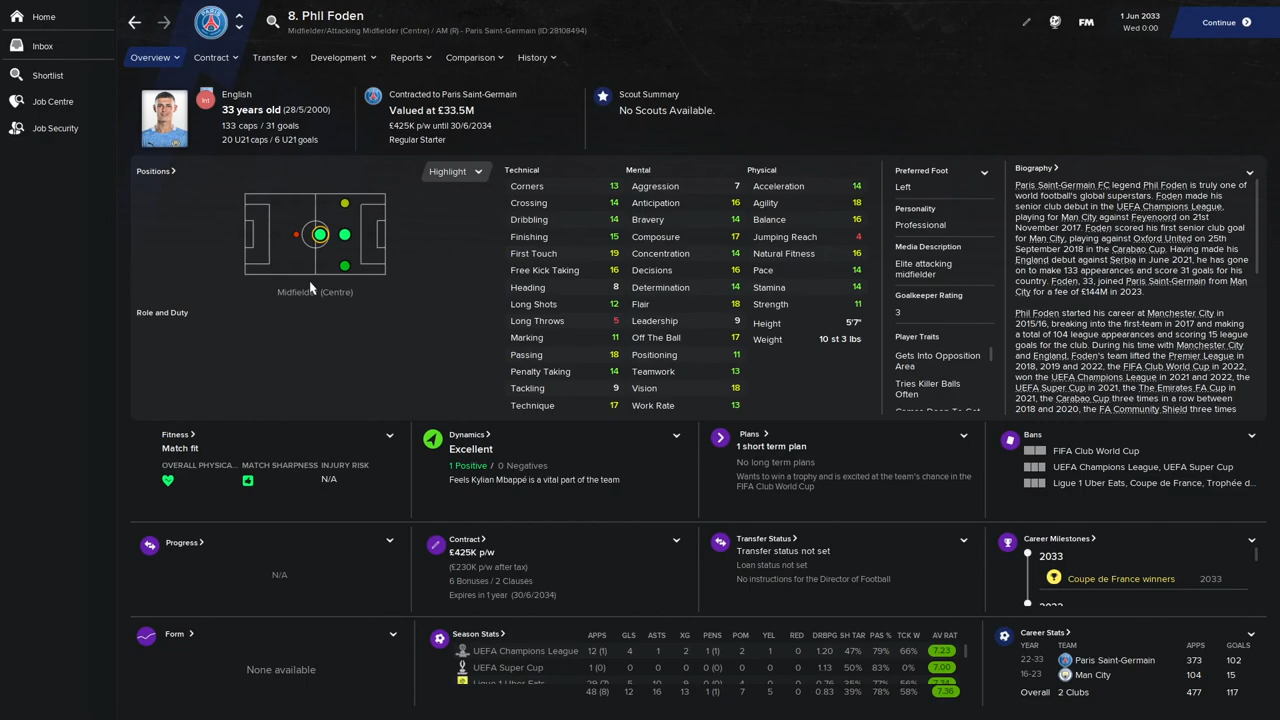 Home
Inbox
Shortlist
Job Centre
Job Security
8. Phil Foden
Midfielder/Attacking Midfielder (Centre) / AM (R) - Paris Saint-Germain (ID:28108494)
FM
1 Jun 2033
Wed 0:00
Continue
Overview
Contract
Transfer
Development
Reports
Comparison
History
Int
English
33 years old (28/5/2000)
133 caps / 31 goals
20 U21 caps / 6 U21 goals
Contracted to Paris Saint-Germain
Valued at £33.5M
£425K p/w until 30/6/2034
Regular Starter
Scout Summary
No Scouts Available.
Positions
Highlight
Midfielder (Centre)
Role and Duty
Technical
Corners 13
Crossing 14
Dribbling 14
Finishing 15
First Touch 19
Free Kick Taking 16
Heading 8
Long Shots 12
Long Throws 5
Marking 11
Passing 18
Penalty Taking 14
Tackling 9
Technique 17
Mental
Aggression 7
Anticipation 16
Bravery 14
Composure 17
Concentration 14
Decisions 16
Determination 14
Flair 18
Leadership 9
Off The Ball 17
Positioning 11
Teamwork 13
Vision 18
Work Rate 13
Physical
Acceleration 14
Agility 18
Balance 16
Jumping Reach 4
Natural Fitness 16
Pace 14
Stamina 14
Strength 11
Height 5'7"
Weight 10 st 3 lbs
Preferred Foot
Left
Personality
Professional
Media Description
Elite attacking
midfielder
Goalkeeper Rating
3
Player Traits
Gets Into Opposition
Area
Tries Killer Balls
Often
Biography
Paris Saint-Germain FC legend Phil Foden is truly one of
world football's global superstars. Foden made his
senior club debut in the UEFA Champions League,
playing for Man City against Feyenoord on 21st
November 2017. Foden scored his first senior club goal
for Man City, playing against Oxford United on 25th
September 2018 in the Carabao Cup. Having made his
England debut against Serbia in June 2021, he has gone
on to make 133 appearances and score 31 goals for his
country. Foden, 33, joined Paris Saint-Germain from Man
City for a fee of £144M in 2023.
Phil Foden started his career at Manchester City in
2015/16, breaking into the first-team in 2017 and making
a total of 104 league appearances and scoring 15 league
goals for the club. During his time with Manchester City
and England, Foden's team lifted the Premier League in
2018, 2019 and 2022, the FIFA Club World Cup in 2022,
won the UEFA Champions League in 2021 and 2022, the
UEFA Super Cup in 2021, the Emirates FA Cup in
2021, the Carabao Cup three times in a row between
2018 and 2020, the FA Community Shield three times
Fitness
Match fit
OVERALL PHYSICA... MATCH SHARPNESS INJURY RISK
N/A
Dynamics
Excellent
1 Positive / 0 Negatives
Feels Kylian Mbappé is a vital part of the team
Plans
1 short term plan
No long term plans
Wants to win a trophy and is excited at the team's chance in the
FIFA Club World Cup
Bans
FIFA Club World Cup
UEFA Champions League, UEFA Super Cup
Ligue 1 Uber Eats, Coupe de France, Trophée d...
Progress
N/A
Contract
£425K p/w
(£230K p/w after tax)
6 Bonuses / 2 Clauses
Expires in 1 year (30/6/2034)
Transfer Status
Transfer status not set
Loan status not set
No instructions for the Director of Football
Career Milestones
2033
Coupe de France winners 2033
Form
None available
Season Stats APPS GLS ASTS XG PENS POM YEL RED DRBPG SH TAR PAS % TCK W AV RAT
UEFA Champions League 12 (1) 4 1 2 1 (1) 2 1 0 1.20 47% 79% 66% 7.23
UEFA Super Cup 1 (0) 0 0 0 0 (0) 0 0 0 1.13 50% 83% 0% 7.00
48 (8) 12 16 13 1 (1) 7 5 0 0.83 39% 78% 58% 7.36
Career Stats
YEAR TEAM APPS GOALS
22-33 Paris Saint-Germain 373 102
16-23 Man City 104 15
Overall 2 Clubs 477 117